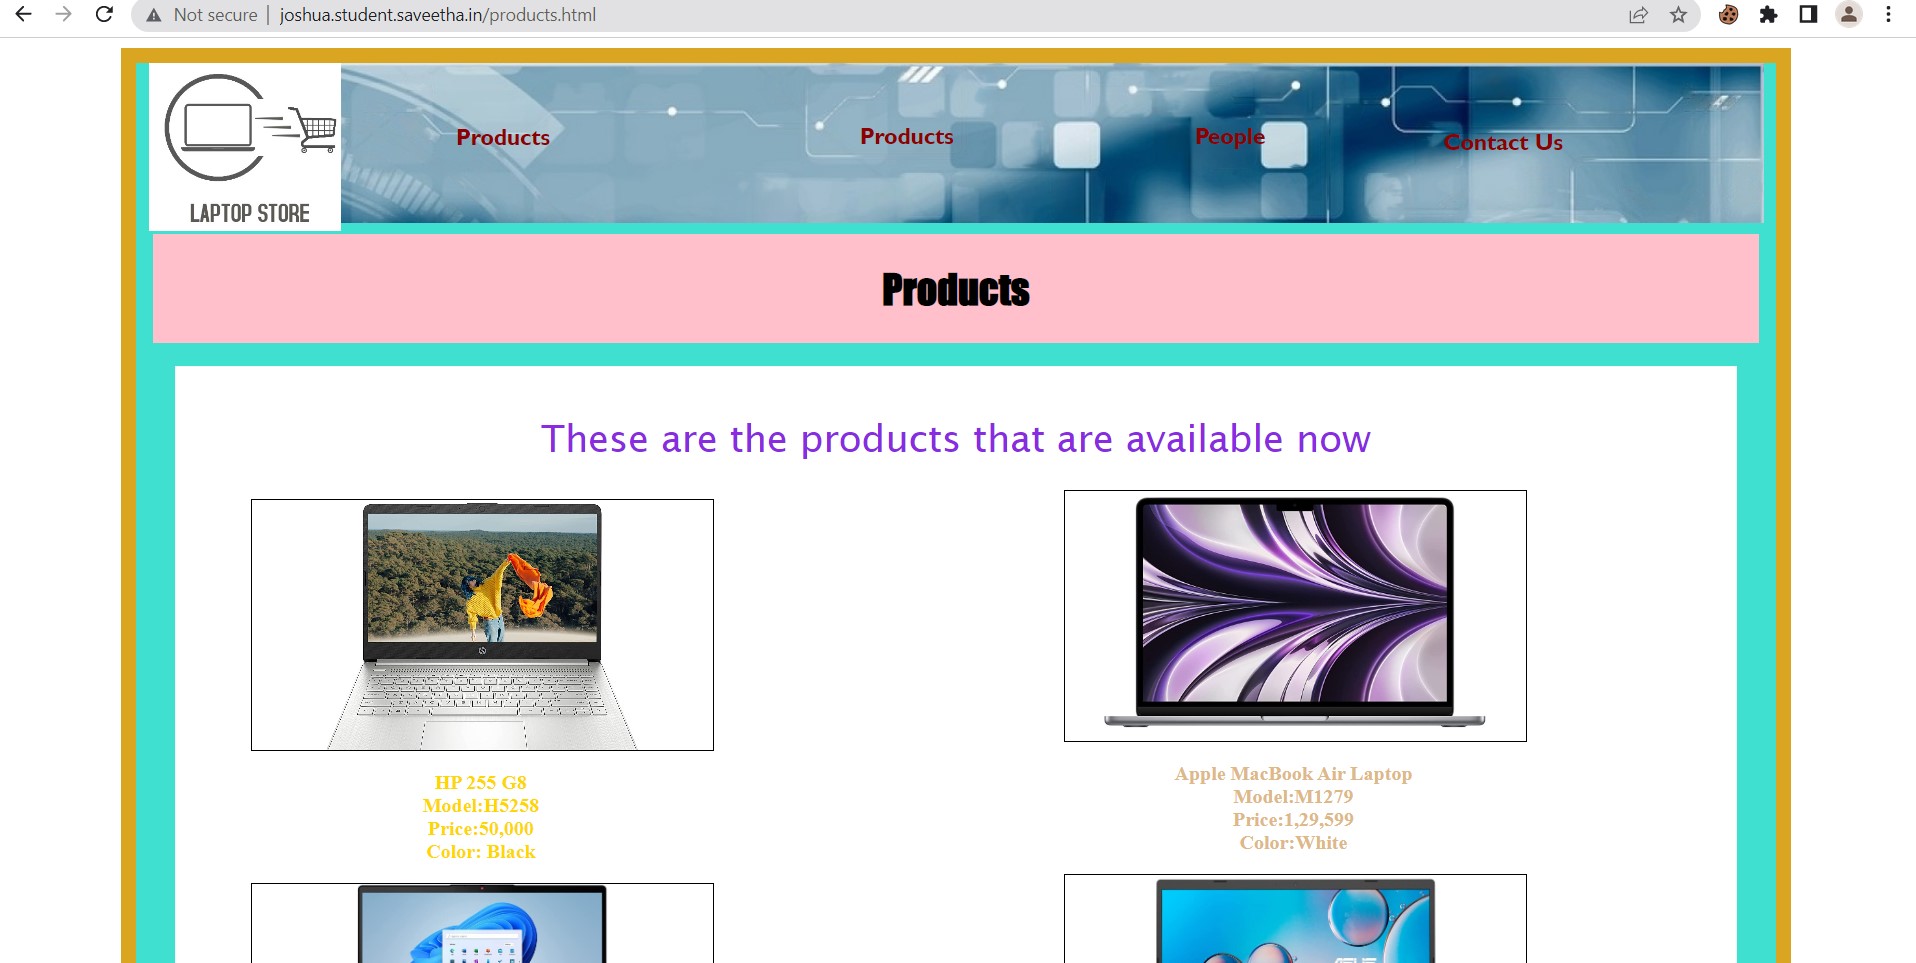 Not secure | joshua.student.saveetha.in/products.html
LAPTOP STORE
Products Products People Contact Us
Products
These are the products that are available now
HP 255 G8
Model:H5258
Price:50,000
Color: Black
Apple MacBook Air Laptop
Model:M1279
Price:1,29,599
Color:White
ASUS